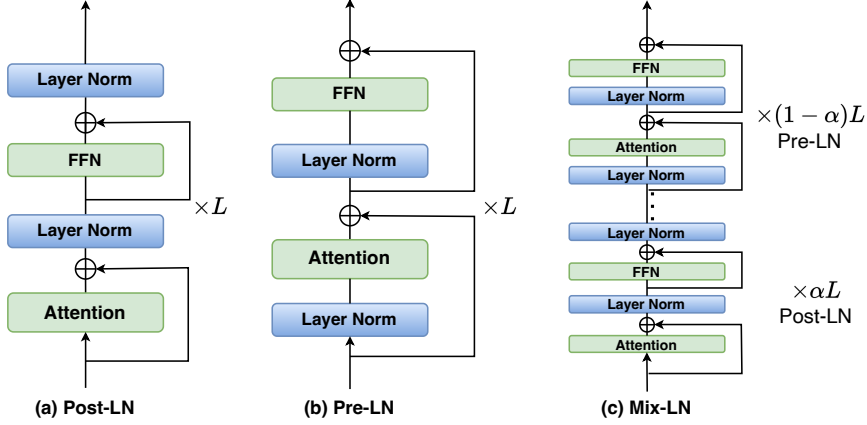 Layer Norm
FFN
Layer Norm
Attention
×L
(a) Post-LN
FFN
Layer Norm
Attention
Layer Norm
×L
(b) Pre-LN
FFN
Layer Norm
Attention
Layer Norm
×(1 − α)L
Pre-LN
Layer Norm
FFN
Layer Norm
Attention
×αL
Post-LN
(c) Mix-LN